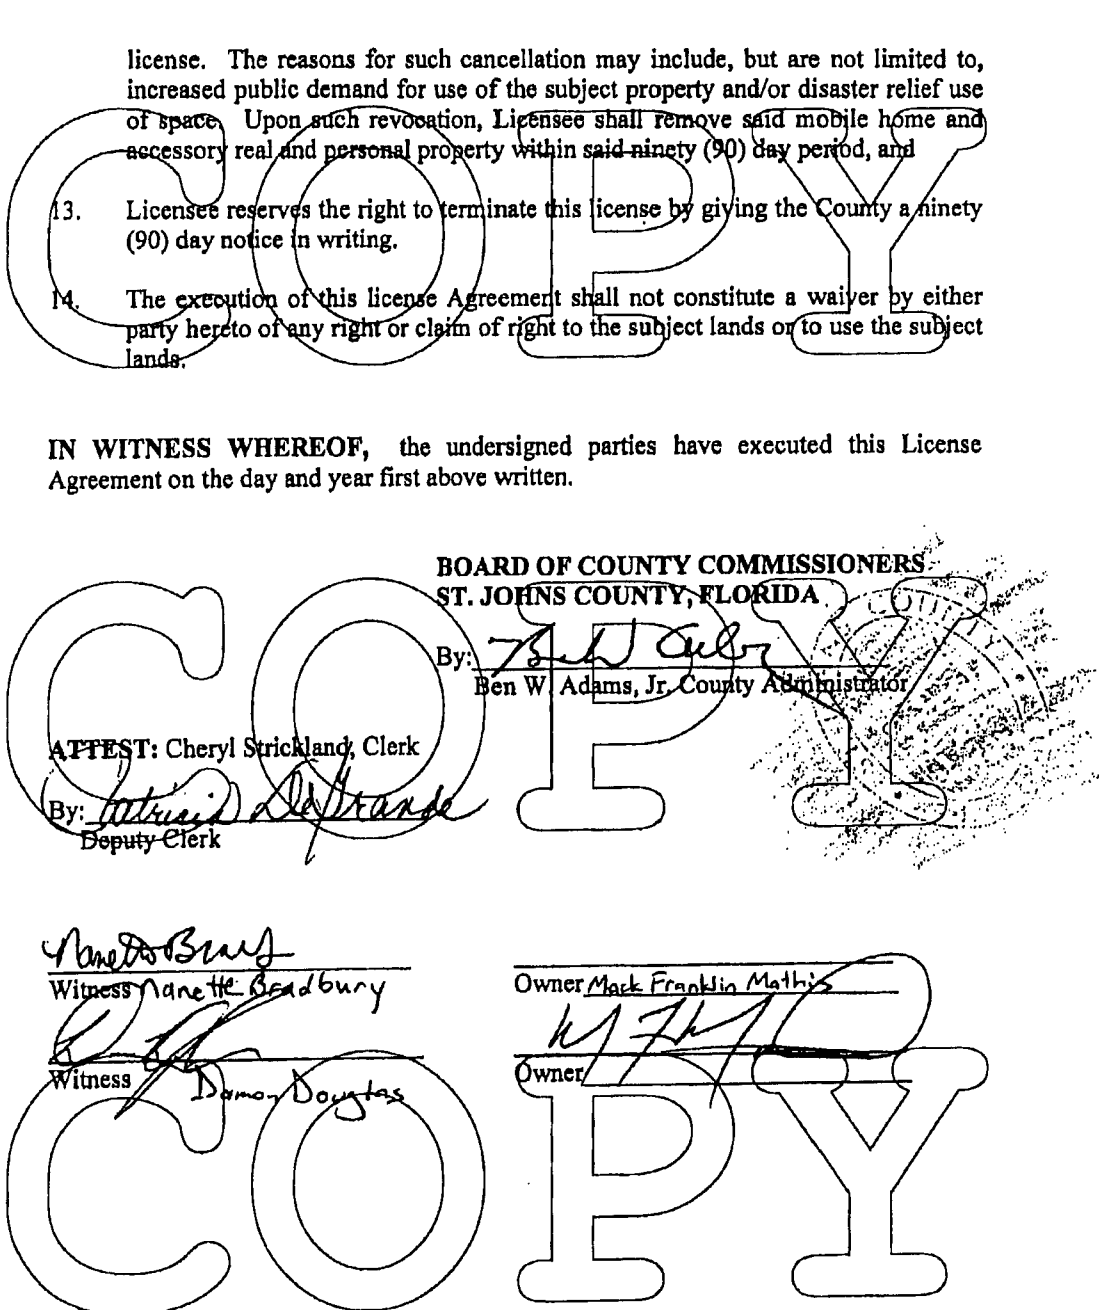 license. The reasons for such cancellation may include, but are not limited to,
increased public demand for use of the subject property and/or disaster relief use
of space. Upon such revocation, Licensee shall remove said mobile home and
accessory real and personal property within said ninety (90) day period, and
13. Licensee reserves the right to terminate this license by giving the County a ninety
(90) day notice in writing.
14. The execution of this license Agreement shall not constitute a waiver by either
party hereto of any right or claim of right to the subject lands or to use the subject
lands.
COPY
IN WITNESS WHEREOF, the undersigned parties have executed this License
Agreement on the day and year first above written.
BOARD OF COUNTY COMMISSIONERS
ST. JOHNS COUNTY, FLORIDA
By:
Ben W. Adams, Jr. County Administrator
COUNTY
COPY
ATTEST: Cheryl Strickland, Clerk
By: Patricia DeGrande
Deputy Clerk
Witness Nanette Bradbury
Owner Mack Franklin Mathis
Witness Damon Douglas
Owner
COPY